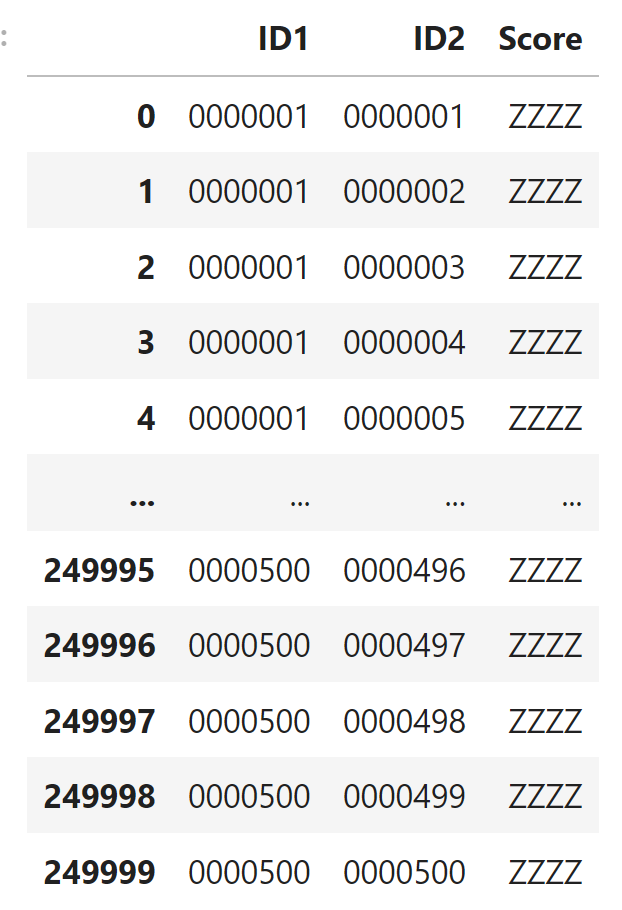 :
ID1 ID2 Score
0 0000001 0000001 ZZZZ
1 0000001 0000002 ZZZZ
2 0000001 0000003 ZZZZ
3 0000001 0000004 ZZZZ
4 0000001 0000005 ZZZZ
... ... ... ...
249995 0000500 0000496 ZZZZ
249996 0000500 0000497 ZZZZ
249997 0000500 0000498 ZZZZ
249998 0000500 0000499 ZZZZ
249999 0000500 0000500 ZZZZ